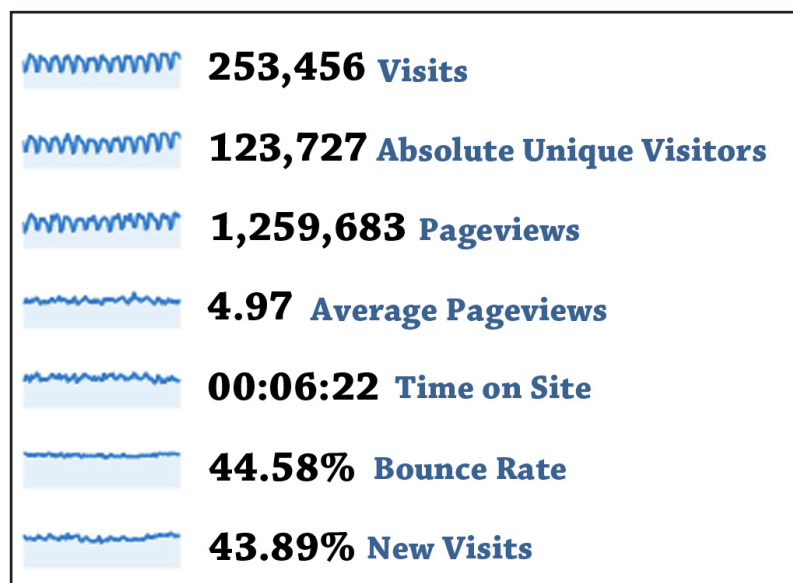 253,456 Visits
123,727 Absolute Unique Visitors
1,259,683 Pageviews
4.97 Average Pageviews
00:06:22 Time on Site
44.58% Bounce Rate
43.89% New Visits